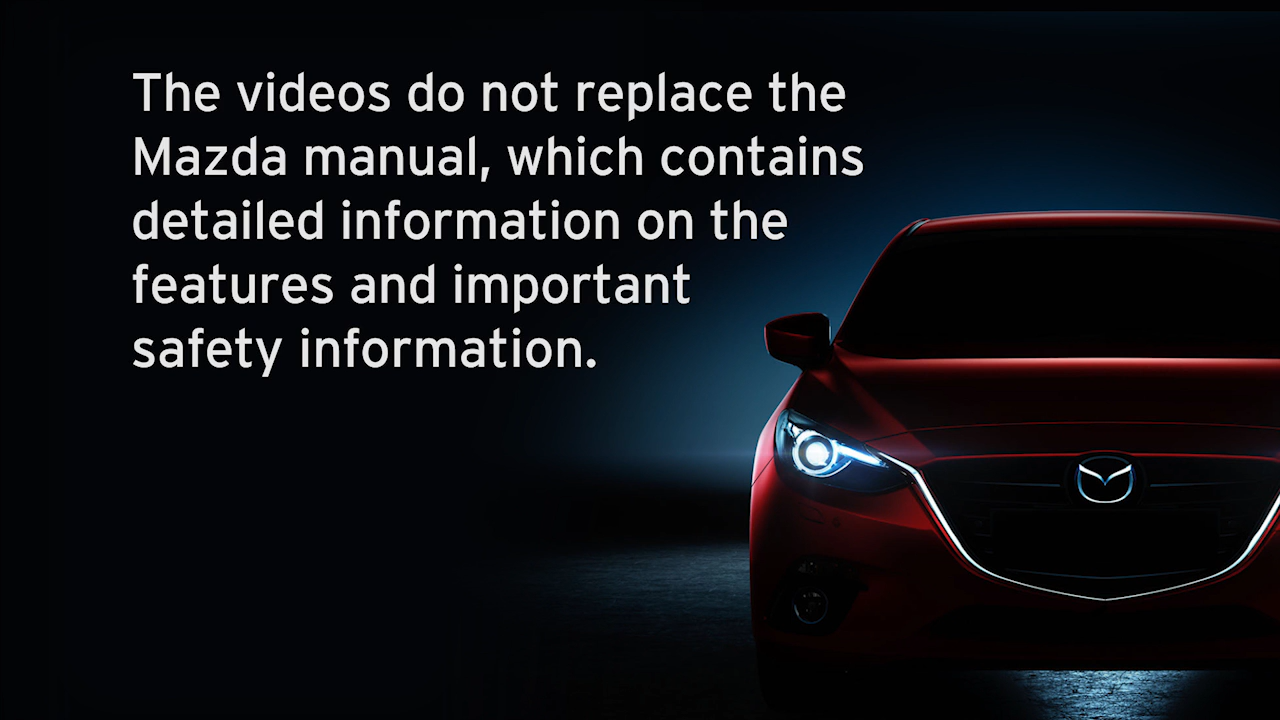 The videos do not replace the
Mazda manual, which contains
detailed information on the
features and important
safety information.